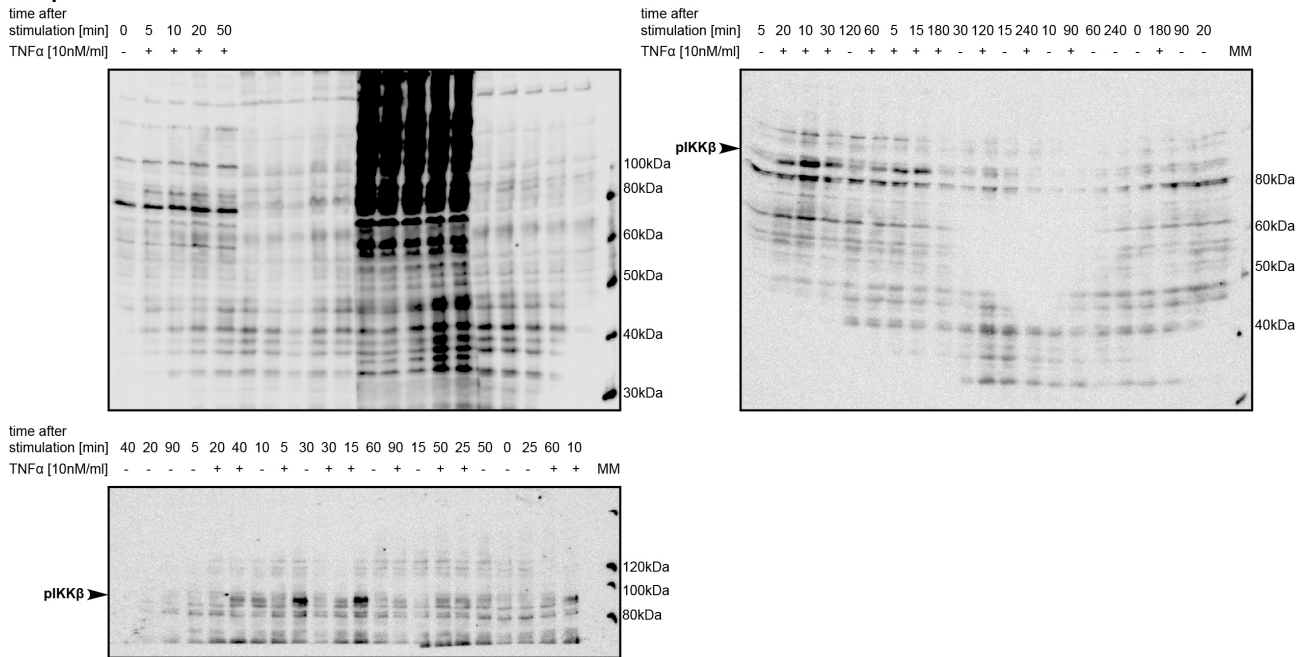 time after
stimulation [min] 0 5 10 20 50
TNFα [10nM/ml] - + + + +
100kDa
80kDa
60kDa
50kDa
40kDa
30kDa
time after
stimulation [min] 5 20 10 30 120 60 5 15 180 30 120 15 240 10 90 60 240 0 180 90 20
TNFα [10nM/ml] - + + + + + + + + - + - + - + - - - + - - MM
pIKKβ
80kDa
60kDa
50kDa
40kDa
time after
stimulation [min] 40 20 90 5 20 40 10 5 30 30 15 60 90 15 50 25 50 0 25 60 10
TNFα [10nM/ml] - - - - + + - + - + + - + - + + - - - + + MM
pIKKβ
120kDa
100kDa
80kDa